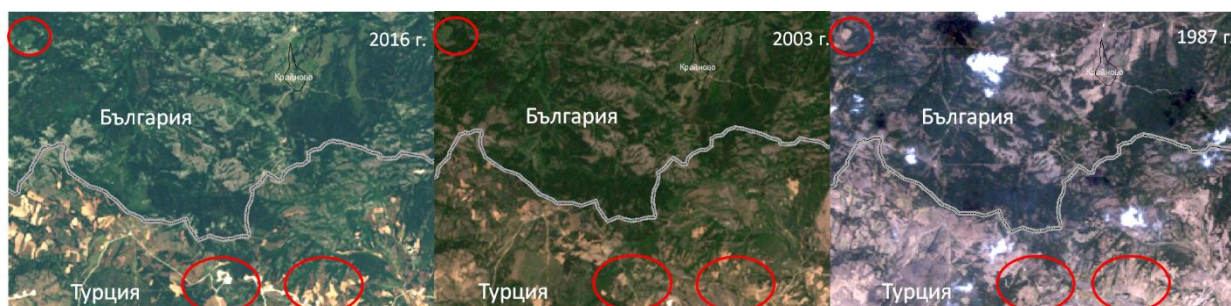 2016 г.
Крайново
България
Турция
2003 г.
Крайново
България
Турция
1987 г.
Крайново
България
Турция